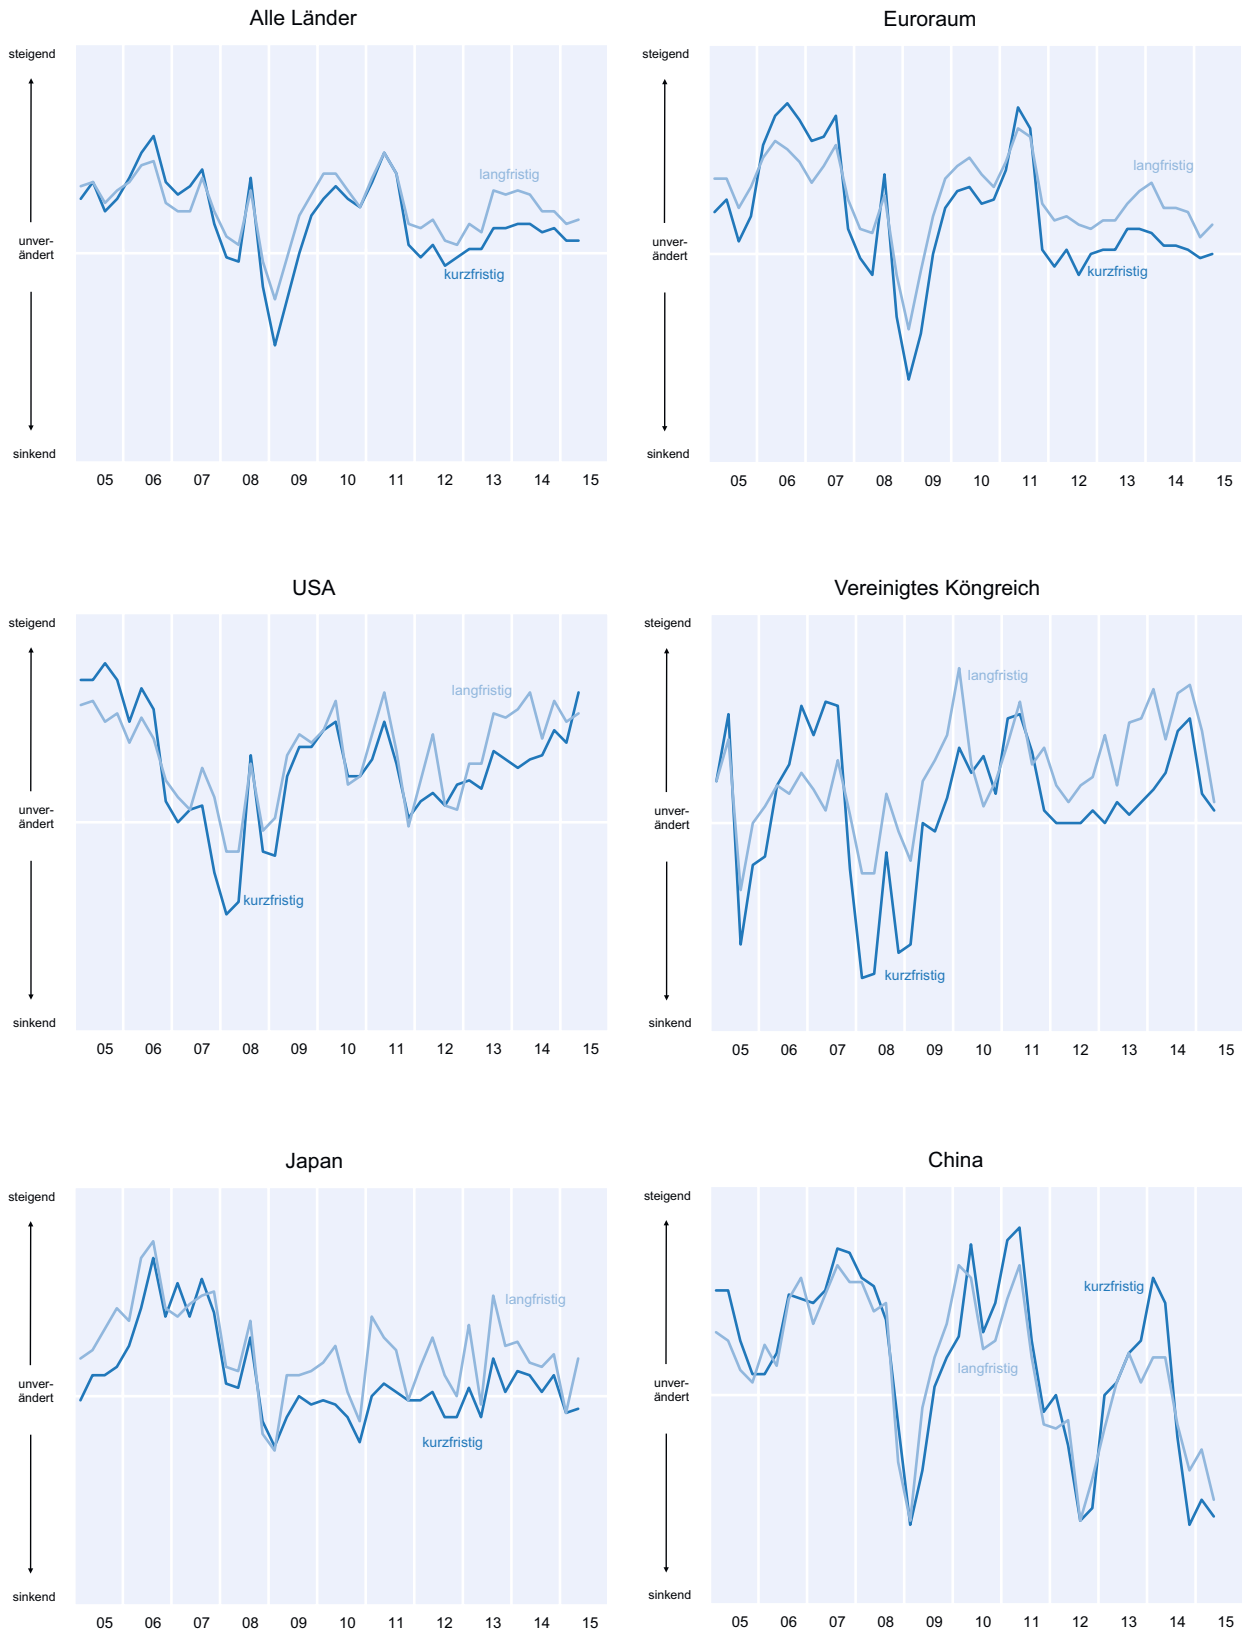 Alle Länder
steigend
langfristig
unver-
ändert
kurzfristig
sinkend
05 06 07 08 09 10 11 12 13 14 15
Euroraum
steigend
langfristig
unver-
ändert
kurzfristig
sinkend
05 06 07 08 09 10 11 12 13 14 15
USA
steigend
langfristig
unver-
ändert
kurzfristig
sinkend
05 06 07 08 09 10 11 12 13 14 15
Vereinigtes Köngreich
steigend
langfristig
unver-
ändert
kurzfristig
sinkend
05 06 07 08 09 10 11 12 13 14 15
Japan
steigend
langfristig
unver-
ändert
kurzfristig
sinkend
05 06 07 08 09 10 11 12 13 14 15
China
steigend
kurzfristig
langfristig
unver-
ändert
sinkend
05 06 07 08 09 10 11 12 13 14 15